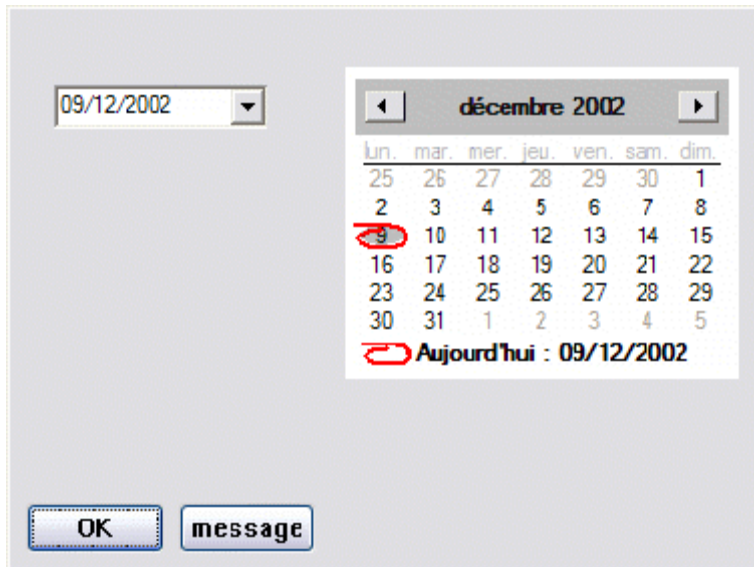 09/12/2002
décembre 2002
lun. mar. mer. jeu. ven. sam. dim.
25 26 27 28 29 30 1
2 3 4 5 6 7 8
9 10 11 12 13 14 15
16 17 18 19 20 21 22
23 24 25 26 27 28 29
30 31 1 2 3 4 5
Aujourd'hui : 09/12/2002
OK message